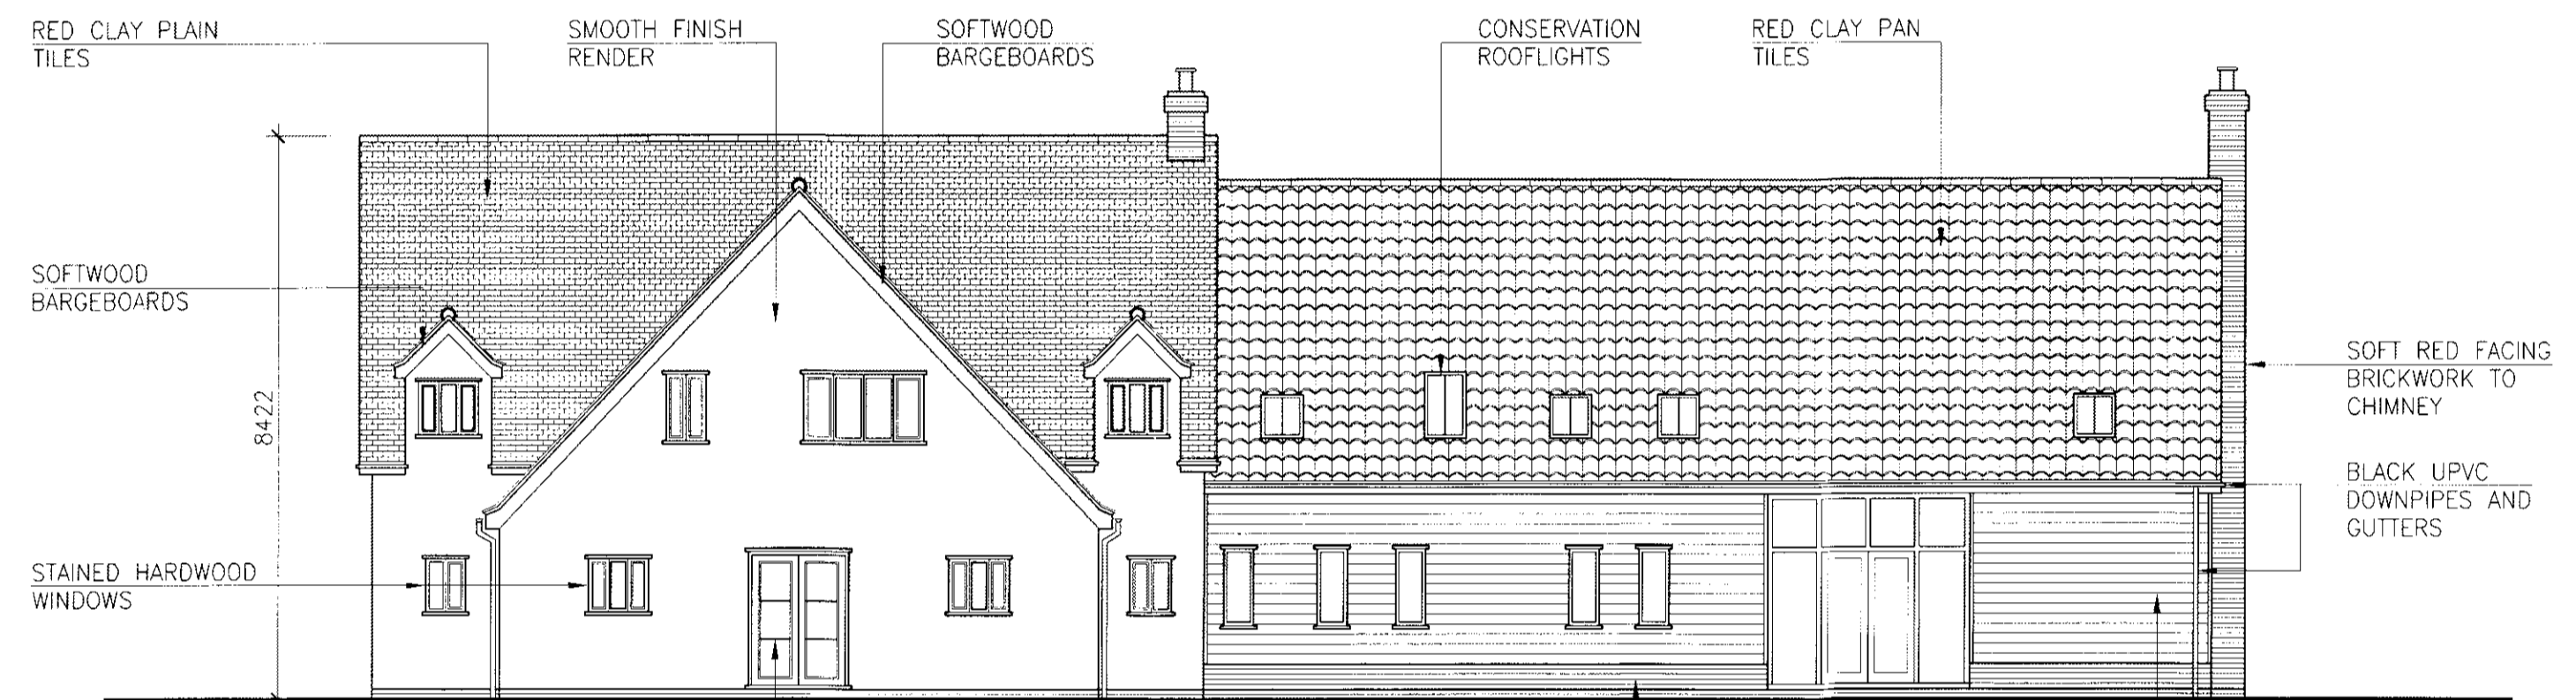 RED CLAY PLAIN
TILES
SMOOTH FINISH
RENDER
SOFTWOOD
BARGEBOARDS
CONSERVATION
ROOFLIGHTS
RED CLAY PAN
TILES
SOFTWOOD
BARGEBOARDS
8422
SOFT RED FACING
BRICKWORK TO
CHIMNEY
BLACK UPVC
DOWNPIPES AND
GUTTERS
STAINED HARDWOOD
WINDOWS